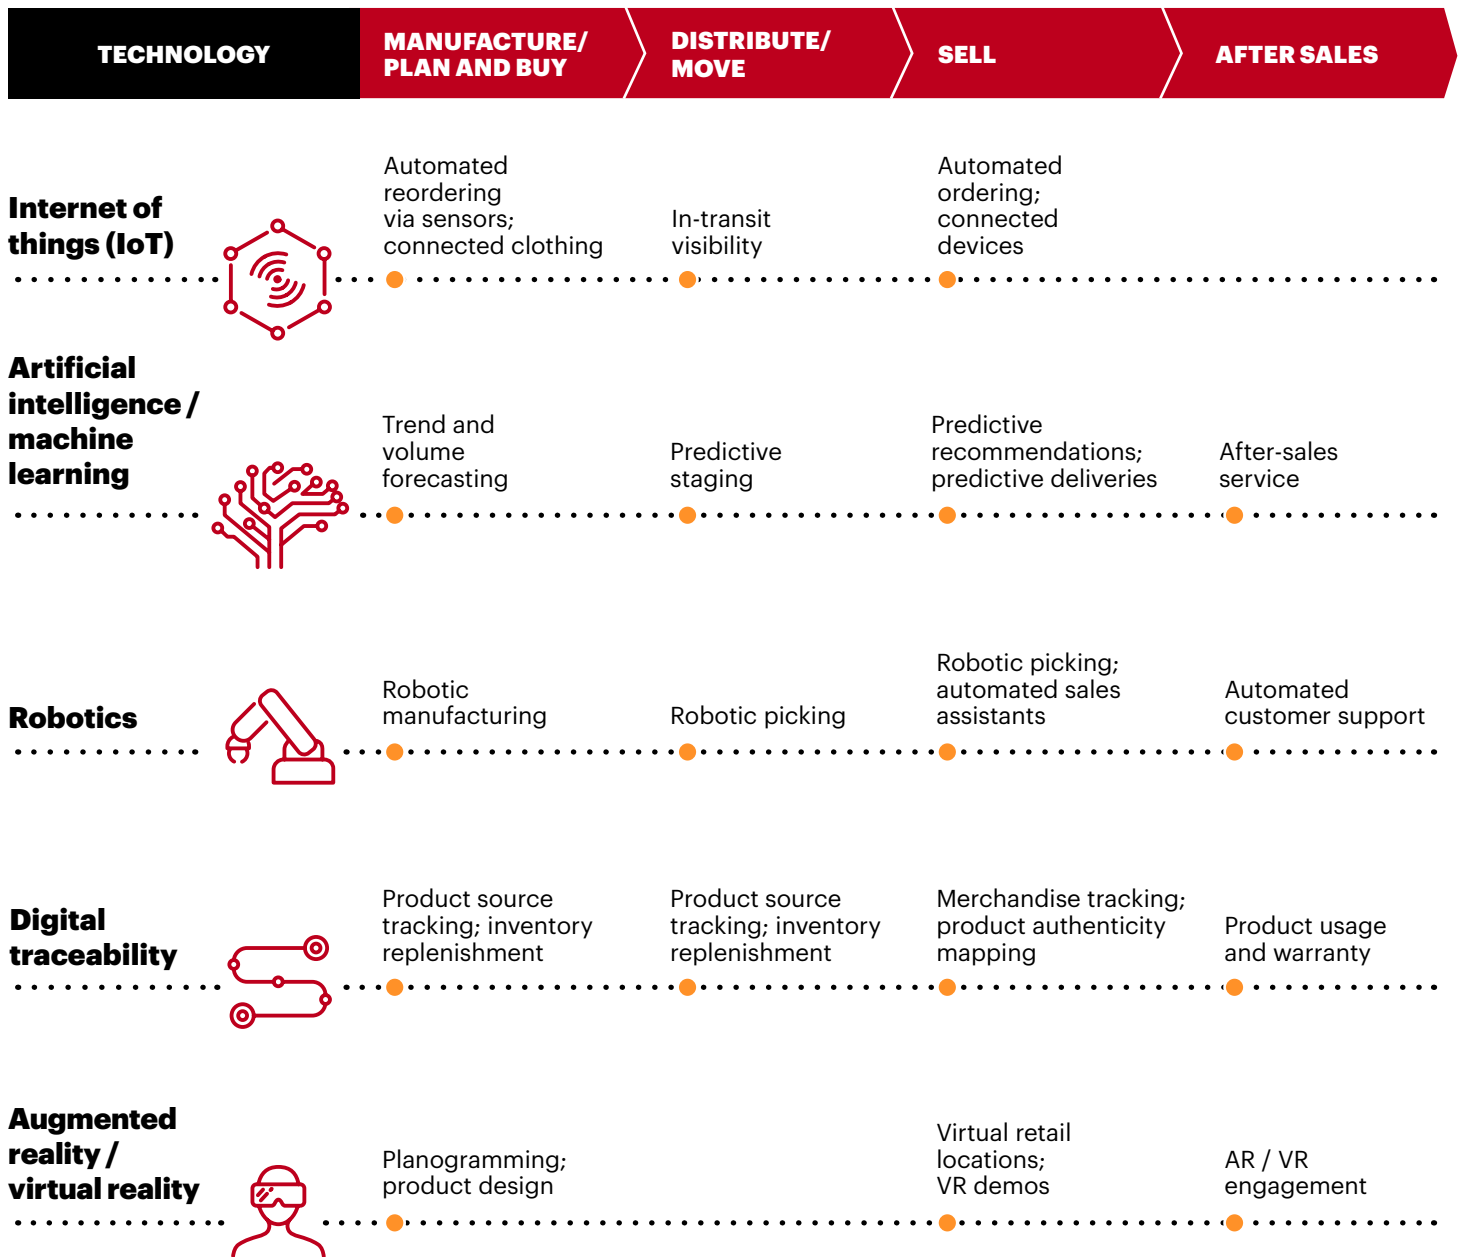 TECHNOLOGY
MANUFACTURE/
PLAN AND BUY
DISTRIBUTE/
MOVE
SELL
AFTER SALES
Internet of
things (IoT)
Automated
reordering
via sensors;
connected clothing
In-transit
visibility
Automated
ordering;
connected
devices
Artificial
intelligence /
machine
learning
Trend and
volume
forecasting
Predictive
staging
Predictive
recommendations;
predictive deliveries
After-sales
service
Robotics
Robotic
manufacturing
Robotic picking
Robotic picking;
automated sales
assistants
Automated
customer support
Digital
traceability
Product source
tracking; inventory
replenishment
Product source
tracking; inventory
replenishment
Merchandise tracking;
product authenticity
mapping
Product usage
and warranty
Augmented
reality /
virtual reality
Planogramming;
product design
Virtual retail
locations;
VR demos
AR / VR
engagement